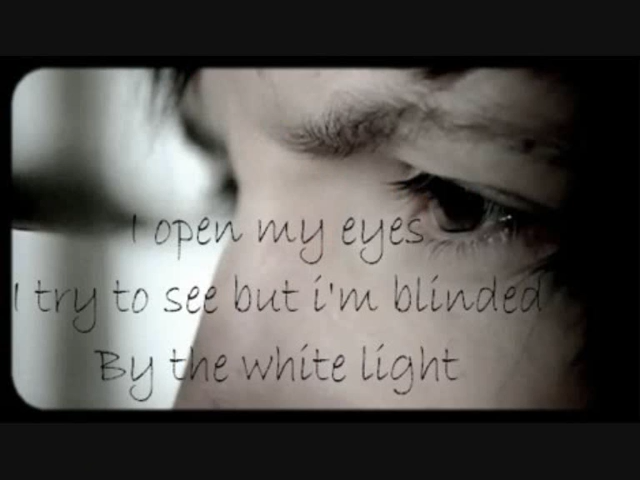 I open my eyes
I try to see but i'm blinded
By the white light